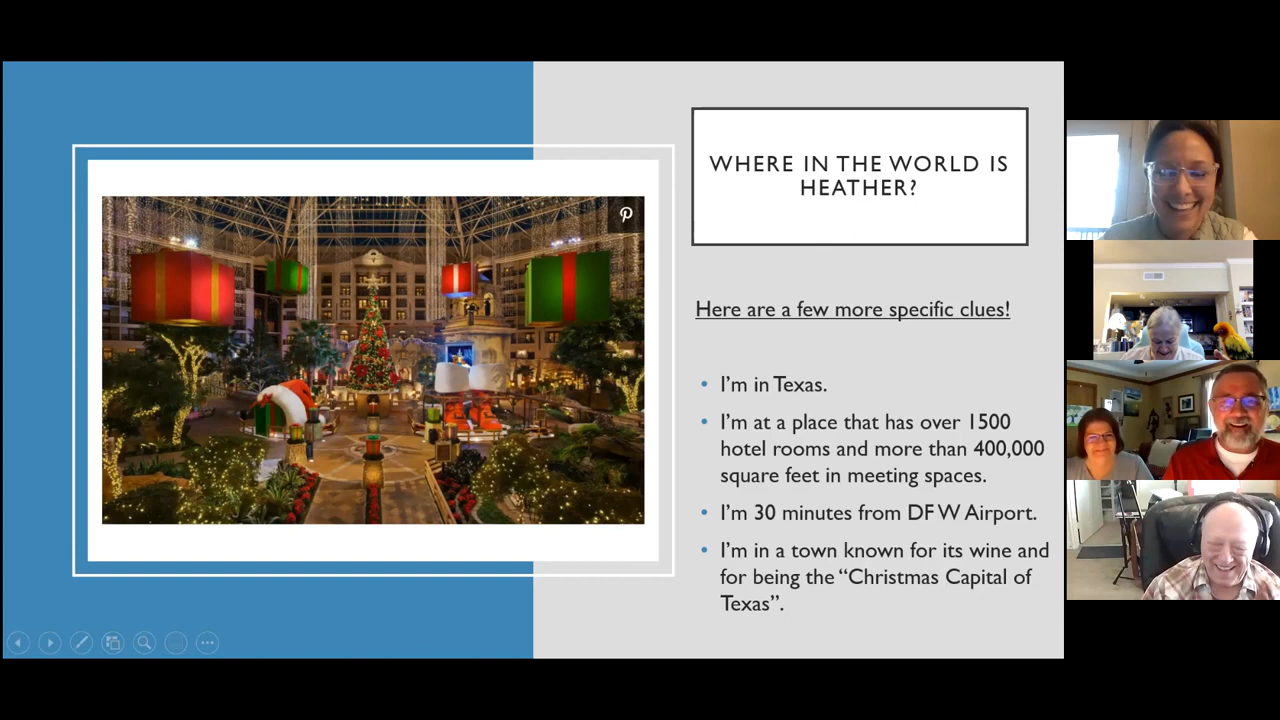 WHERE IN THE WORLD IS
HEATHER?
Here are a few more specific clues!
• I'm in Texas.
• I'm at a place that has over 1500
hotel rooms and more than 400,000
square feet in meeting spaces.
• I'm 30 minutes from DFW Airport.
• I'm in a town known for its wine and
for being the “Christmas Capital of
Texas”.